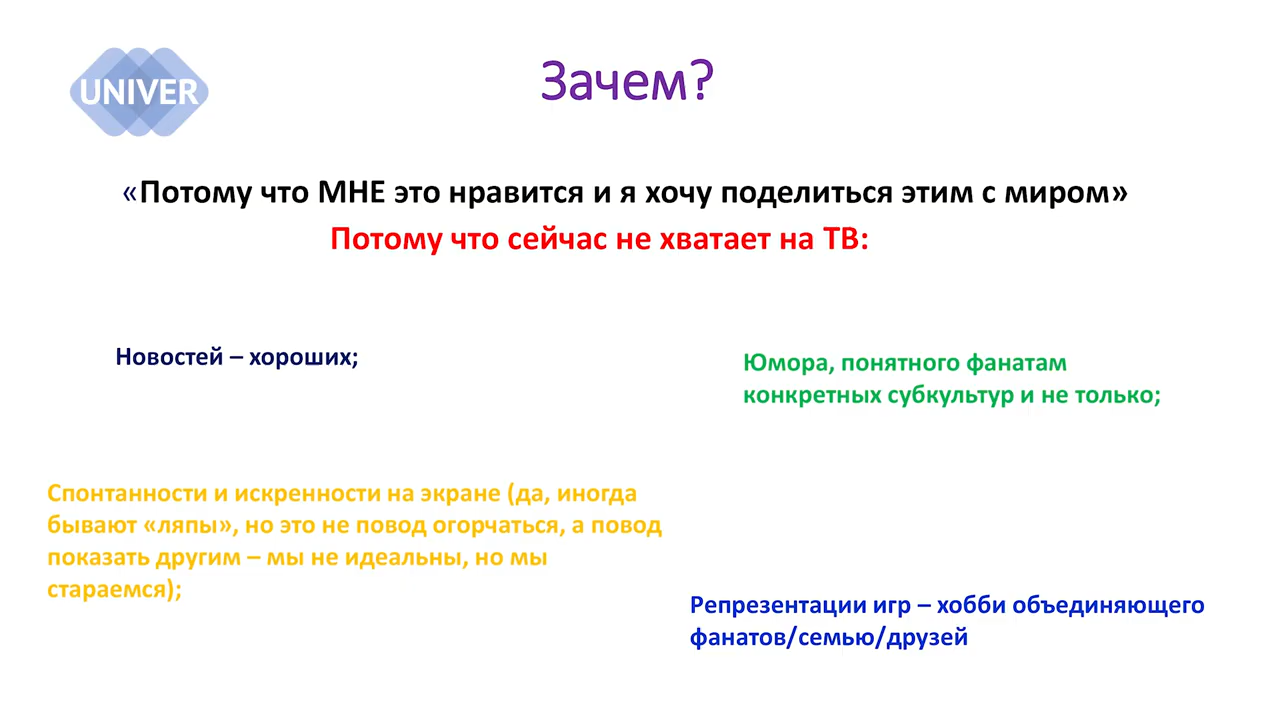 UNIVER
Зачем?
«Потому что МНЕ это нравится и я хочу поделиться этим с миром»
Потому что сейчас не хватает на ТВ:
Новостей – хороших;
Юмора, понятного фанатам
конкретных субкультур и не только;
Спонтанности и искренности на экране (да, иногда
бывают «ляпы», но это не повод огорчаться, а повод
показать другим – мы не идеальны, но мы
стараемся);
Репрезентации игр – хобби объединяющего
фанатов/семью/друзей